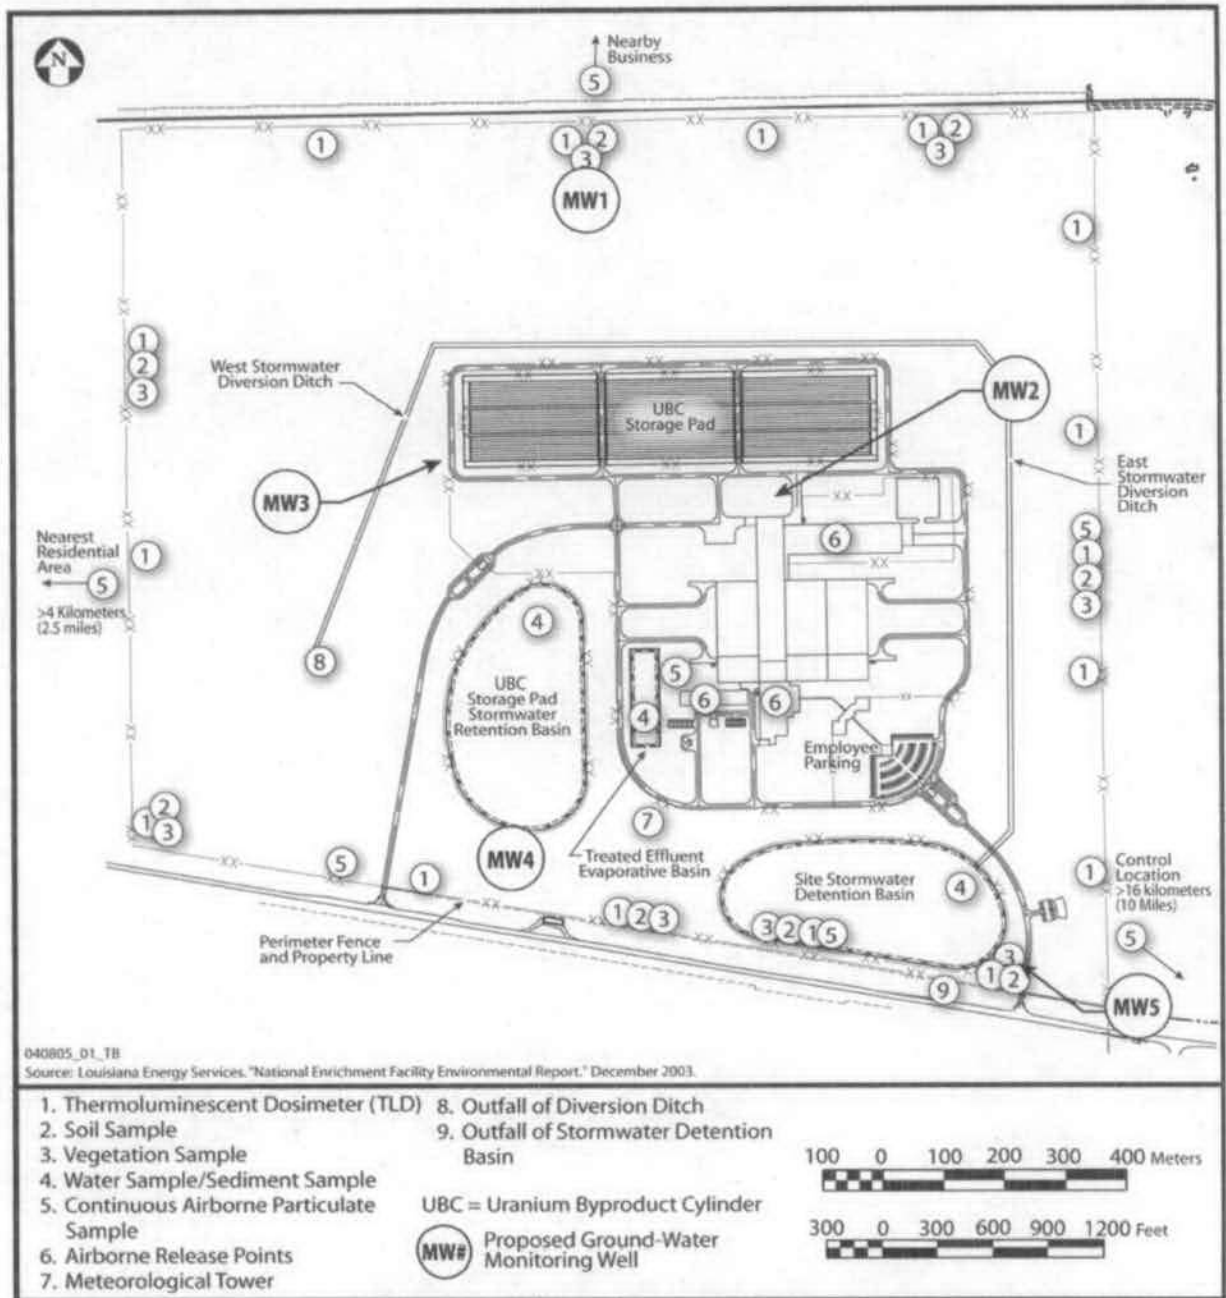 N
Nearby
Business
5
1
1
2
3
1
1
2
3
MW1
1
1
2
3
West Stormwater
Diversion Ditch
UBC
Storage Pad
MW2
1
MW3
East
Stormwater
Diversion
Ditch
Nearest
Residential
Area
5
>4 Kilometers
(2.5 miles)
1
6
5
1
2
3
4
8
UBC
Storage Pad
Stormwater
Retention Basin
5
6
6
4
1
Employee
Parking
2
1
3
7
MW4
Treated Effluent
Evaporative Basin
5
1
Site Stormwater
Detention Basin
4
1
Control
Location
>16 kilometers
(10 Miles)
5
1
2
3
3
2
1
5
Perimeter Fence
and Property Line
3
1
2
9
MW5
040805_01_TB
Source: Louisiana Energy Services. "National Enrichment Facility Environmental Report." December 2003.
1. Thermoluminescent Dosimeter (TLD)
2. Soil Sample
3. Vegetation Sample
4. Water Sample/Sediment Sample
5. Continuous Airborne Particulate
Sample
6. Airborne Release Points
7. Meteorological Tower
8. Outfall of Diversion Ditch
9. Outfall of Stormwater Detention
Basin
UBC = Uranium Byproduct Cylinder
MW# Proposed Ground-Water
Monitoring Well
100 0 100 200 300 400 Meters
300 0 300 600 900 1200 Feet